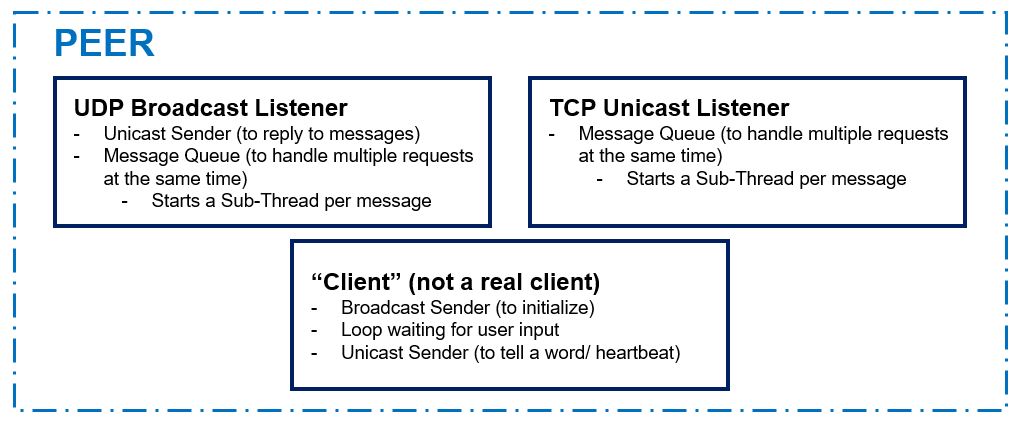 PEER
UDP Broadcast Listener
- Unicast Sender (to reply to messages)
- Message Queue (to handle multiple requests
at the same time)
- Starts a Sub-Thread per message
TCP Unicast Listener
- Message Queue (to handle multiple requests
at the same time)
- Starts a Sub-Thread per message
“Client” (not a real client)
- Broadcast Sender (to initialize)
- Loop waiting for user input
- Unicast Sender (to tell a word/ heartbeat)